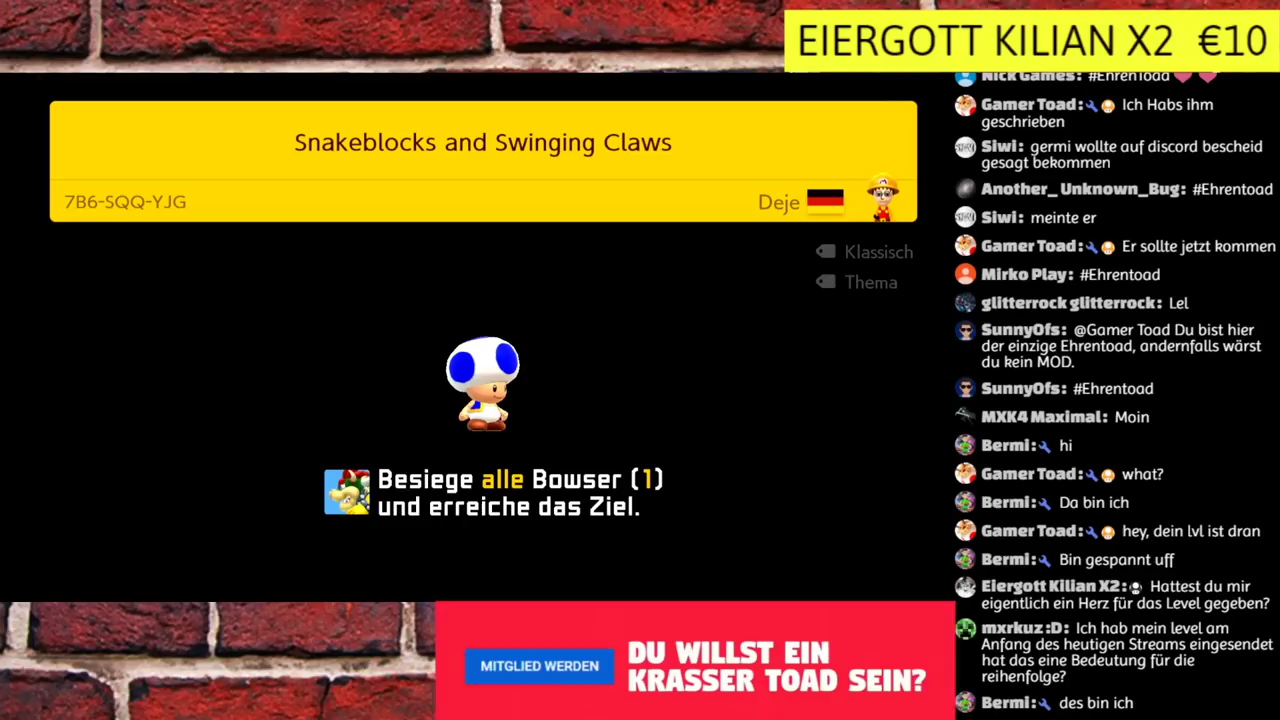 EIERGOTT KILIAN X2 €10
Snakeblocks and Swinging Claws
7B6-SQQ-YJG
Deje
Klassisch
Thema
Besiege alle Bowser (1)
und erreiche das Ziel.
MITGLIED WERDEN
DU WILLST EIN
KRASSER TOAD SEIN?
Nick Games: #EhrenToad
Gamer Toad: Ich Habs ihm
geschrieben
Siwi: germi wollte auf discord bescheid
gesagt bekommen
Another_Unknown_Bug: #Ehrentoad
Siwi: meinte er
Gamer Toad: Er sollte jetzt kommen
Mirko Play: #Ehrentoad
glitterrock glitterrock: Lel
SunnyOfs: @Gamer Toad Du bist hier
der einzige Ehrentoad, andernfalls wärst
du kein MOD.
SunnyOfs: #Ehrentoad
MXK4 Maximal: Moin
Bermi: hi
Gamer Toad: what?
Bermi: Da bin ich
Gamer Toad: hey, dein lvl ist dran
Bermi: Bin gespannt uff
Eiergott Kilian X2: Hattest du mir
eigentlich ein Herz für das Level gegeben?
mxrkuz :D: Ich hab mein level am
Anfang des heutigen Streams eingesendet
hat das eine Bedeutung für die
reihenfolge?
Bermi: des bin ich